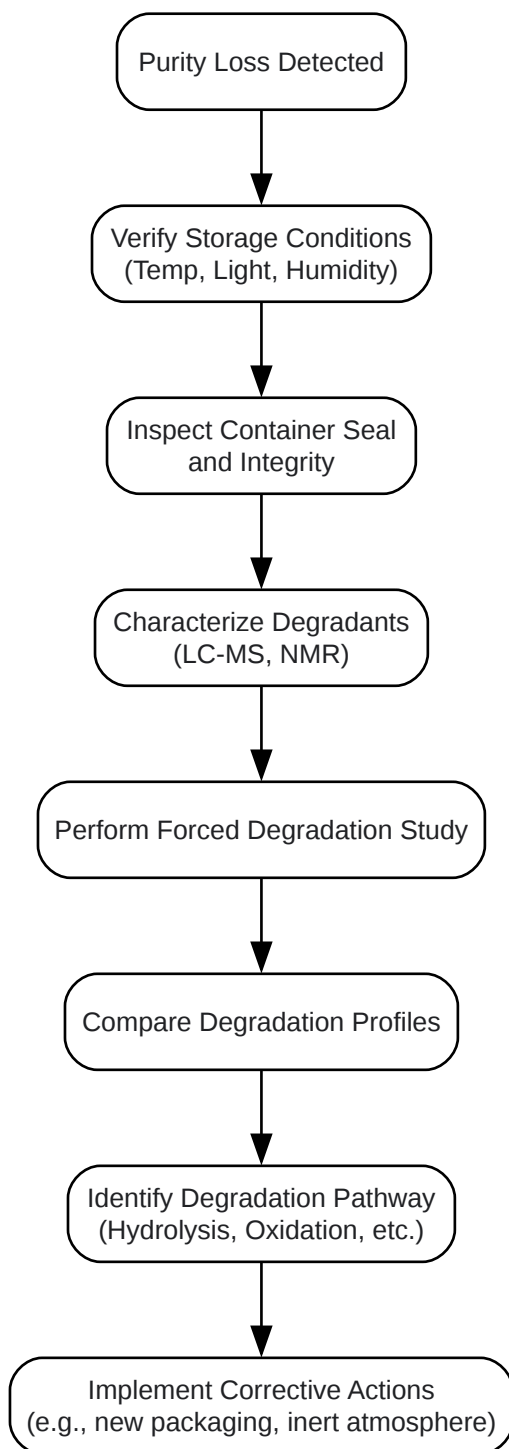 Purity Loss Detected
Verify Storage Conditions
(Temp, Light, Humidity)
Inspect Container Seal
and Integrity
Characterize Degradants
(LC-MS, NMR)
Perform Forced Degradation Study
Compare Degradation Profiles
Identify Degradation Pathway
(Hydrolysis, Oxidation, etc.)
Implement Corrective Actions
(e.g., new packaging, inert atmosphere)